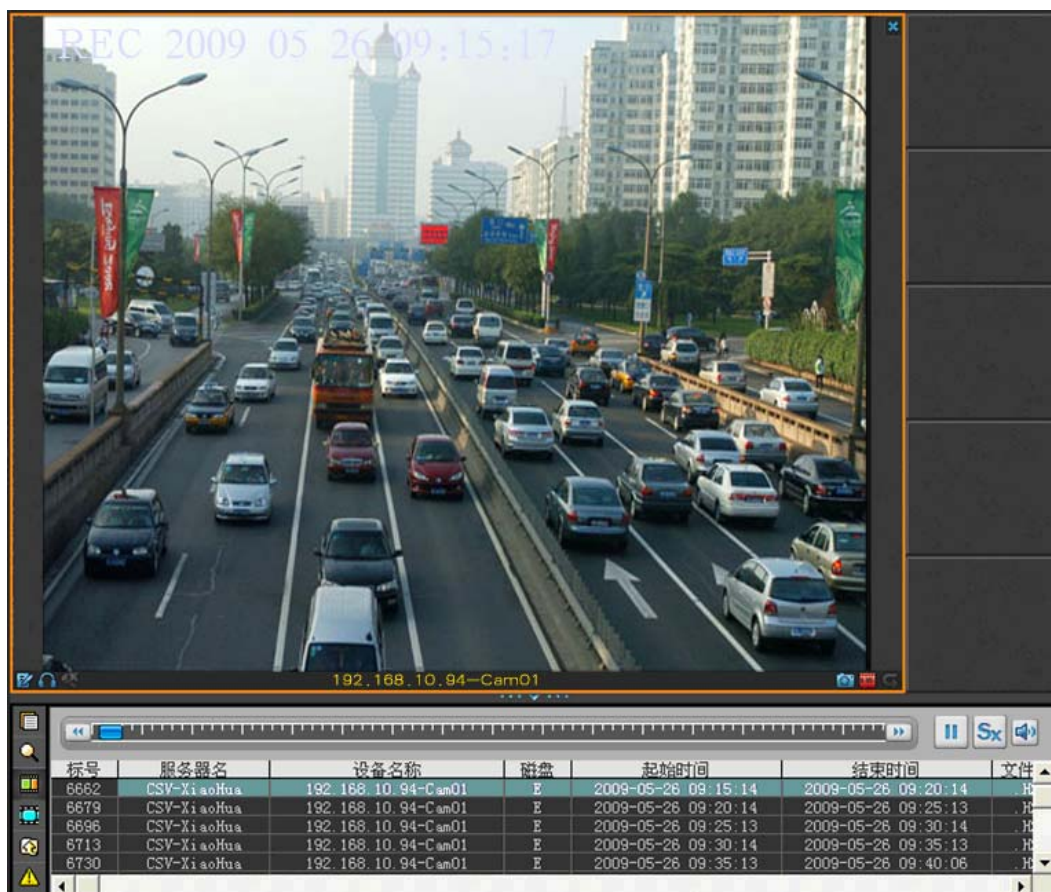 REC 2009 05 26 09:15:17
192.168.10.94-Cam01
Sx
标号 服务器名 设备名称 磁盘 起始时间 结束时间 文件
6662 CSV-XiaoHua 192.168.10.94-Cam01 E 2009-05-26 09:15:14 2009-05-26 09:20:14 .H
6679 CSV-XiaoHua 192.168.10.94-Cam01 E 2009-05-26 09:20:14 2009-05-26 09:25:13 .H
6696 CSV-XiaoHua 192.168.10.94-Cam01 E 2009-05-26 09:25:13 2009-05-26 09:30:14 .H
6713 CSV-XiaoHua 192.168.10.94-Cam01 E 2009-05-26 09:30:14 2009-05-26 09:35:13 .H
6730 CSV-XiaoHua 192.168.10.94-Cam01 E 2009-05-26 09:35:13 2009-05-26 09:40:06 .H